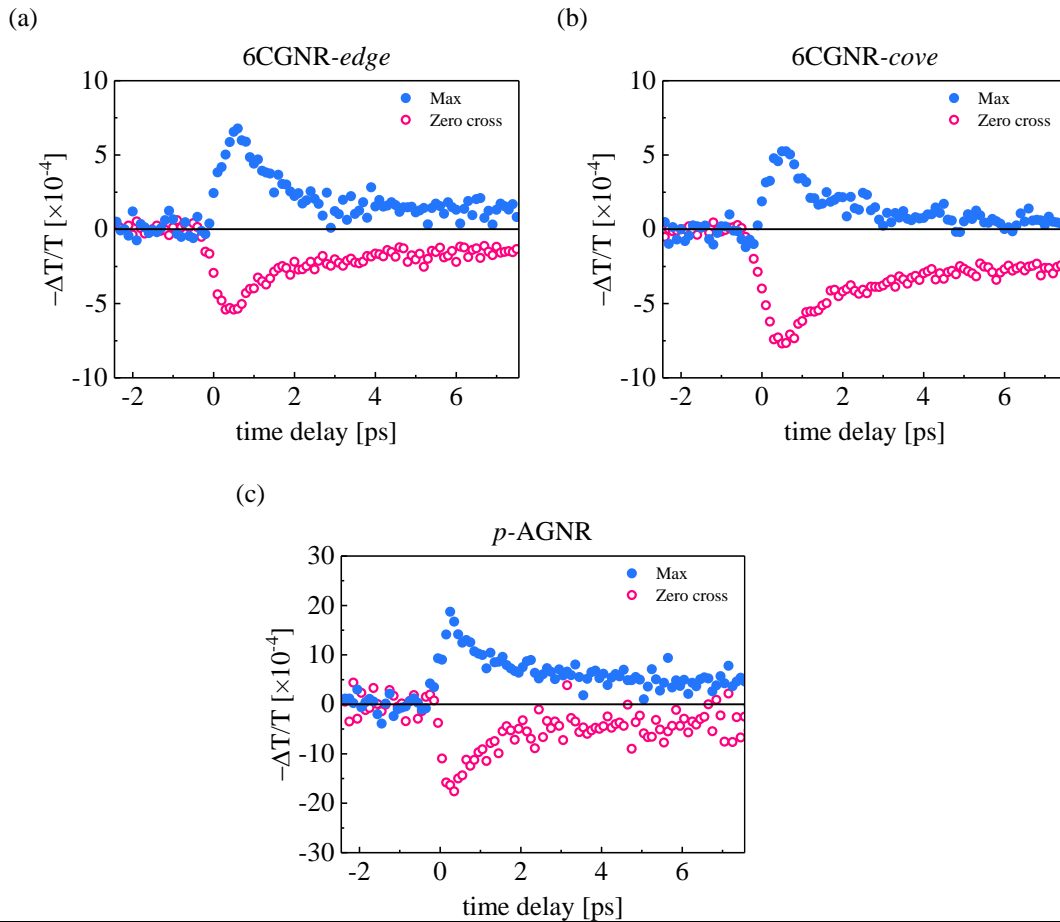 (a)
6CGNR-edge
10
5
0
-5
-10
−ΔT/T [×10-4]
Max
Zero cross
-2 0 2 4 6
time delay [ps]
(b)
6CGNR-cove
10
5
0
-5
-10
−ΔT/T [×10-4]
Max
Zero cross
-2 0 2 4 6
time delay [ps]
(c)
p-AGNR
30
20
10
0
-10
-20
-30
−ΔT/T [×10-4]
Max
Zero cross
-2 0 2 4 6
time delay [ps]